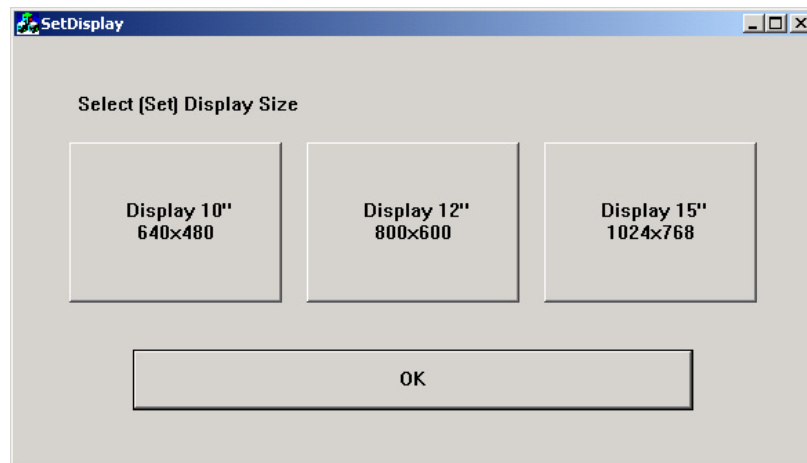 SetDisplay
Select (Set) Display Size
Display 10"
640x480
Display 12"
800x600
Display 15"
1024x768
OK